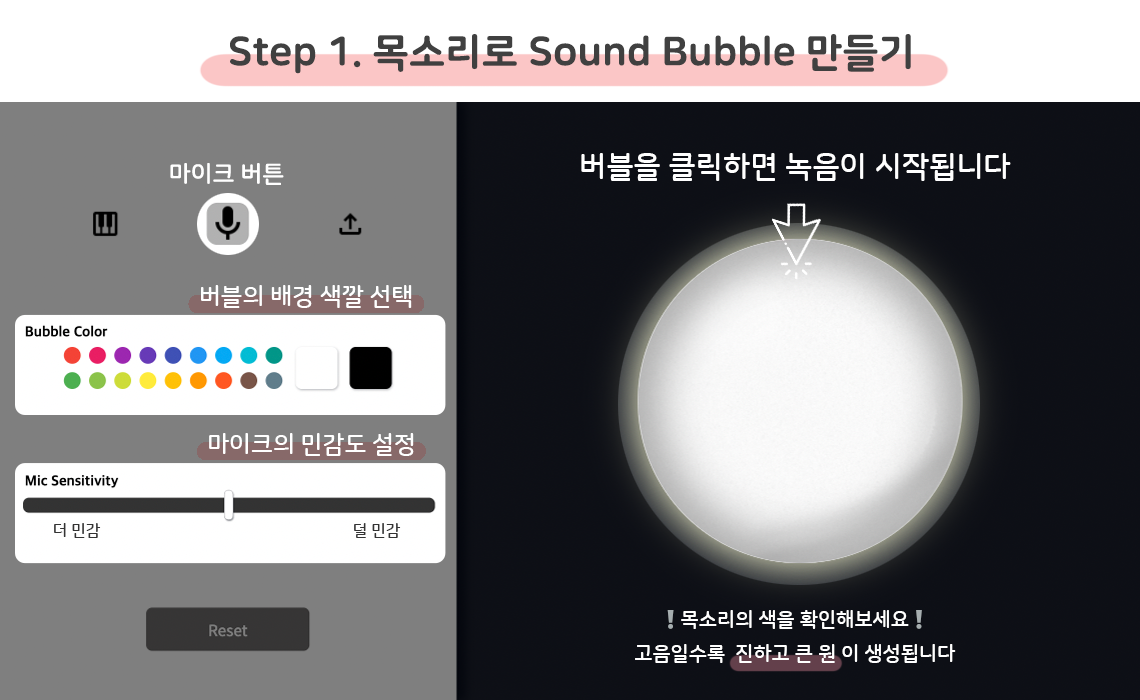 Step 1. 목소리로 Sound Bubble 만들기
마이크 버튼
버블의 배경 색깔 선택
Bubble Color
마이크의 민감도 설정
Mic Sensitivity
더 민감
덜 민감
Reset
버블을 클릭하면 녹음이 시작됩니다
❕목소리의 색을 확인해보세요❕
고음일수록 진하고 큰 원 이 생성됩니다